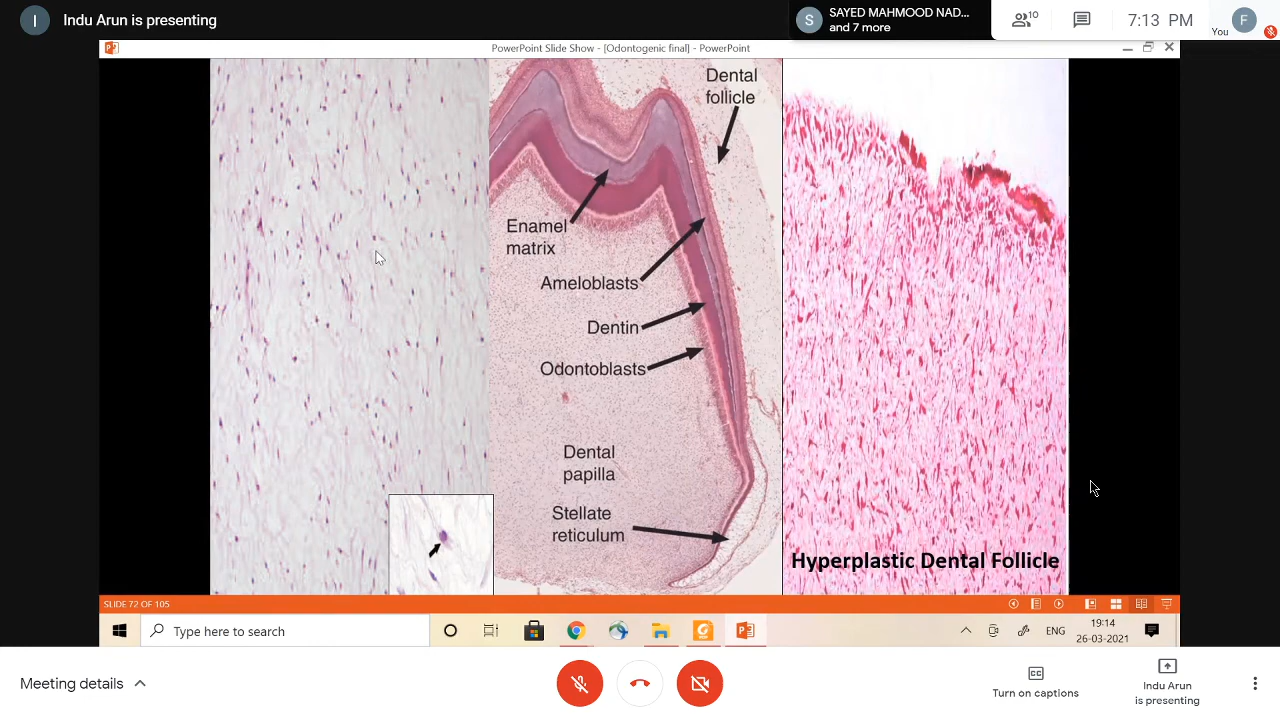 I
Indu Arun is presenting
S
SAYED MAHMOOD NAD...
and 7 more
10
7:13 PM
You
F
PowerPoint Slide Show - [Odontogenic final] - PowerPoint
Dental
follicle
Enamel
matrix
Ameloblasts
Dentin
Odontoblasts
Dental
papilla
Stellate
reticulum
Hyperplastic Dental Follicle
SLIDE 72 OF 105
Type here to search
ENG
19:14
26-03-2021
Meeting details
CC
Turn on captions
Indu Arun
is presenting